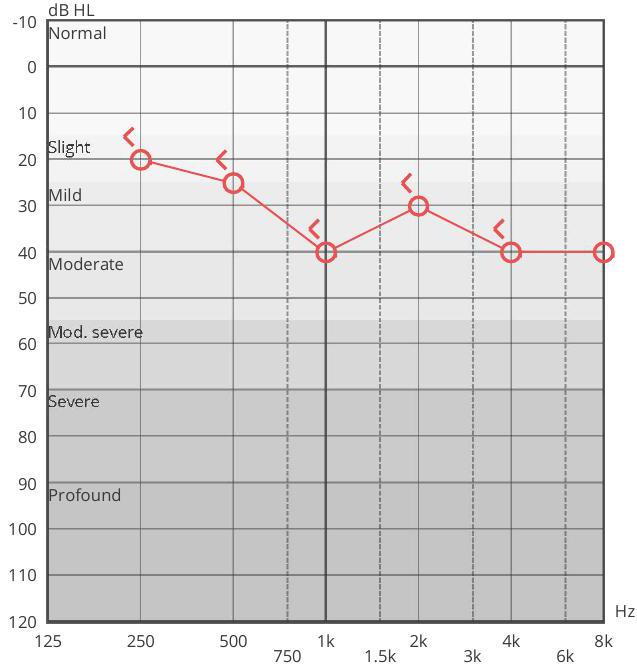 dB HL
-10
Normal
0
10
Slight
20
Mild
30
40
Moderate
50
Mod. severe
60
70
Severe
80
90
Profound
100
110
120
Hz
125 250 500 1k 2k 4k 8k
750 1.5k 3k 6k